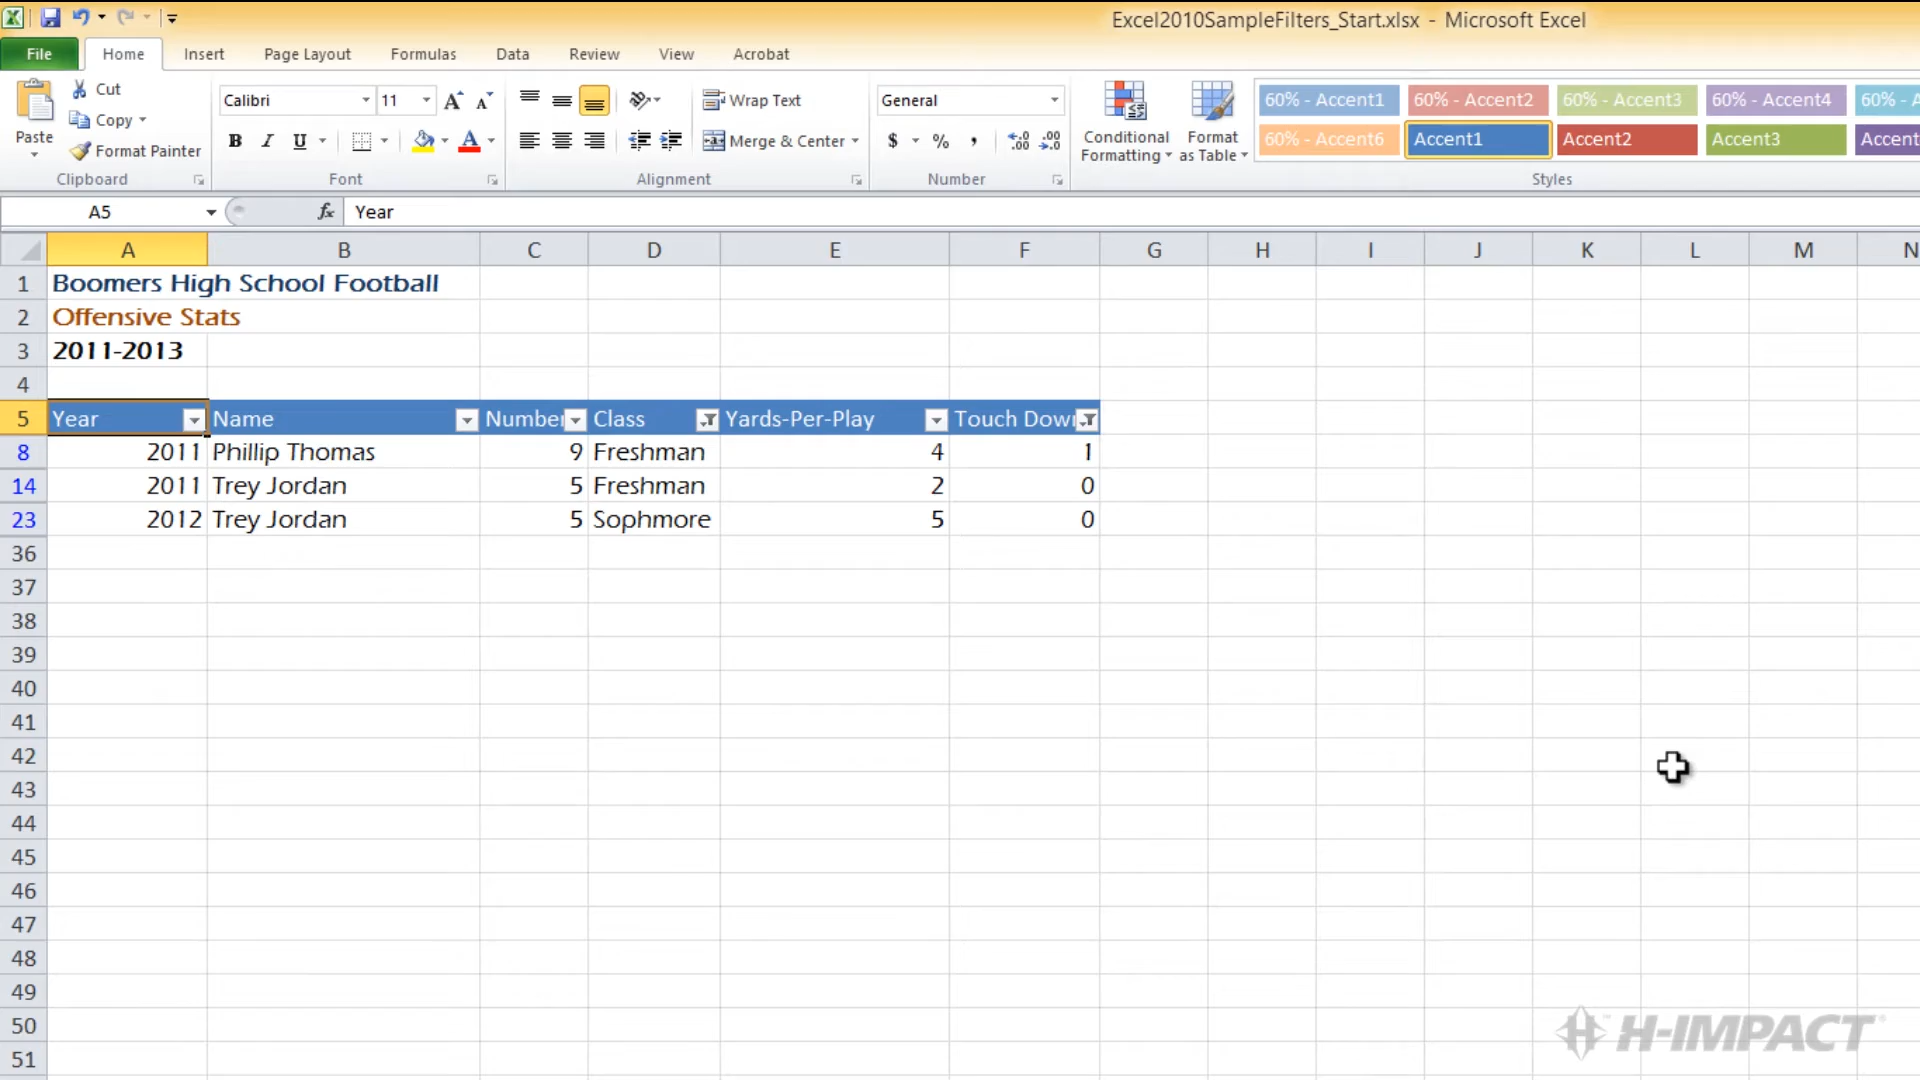 Excel2010SampleFilters_Start.xlsx - Microsoft Excel
File Home Insert Page Layout Formulas Data Review View Acrobat
Paste
Cut
Copy
Format Painter
Clipboard
Calibri 11
B I U
Font
Wrap Text
Merge & Center
Alignment
General
$ % ,
Number
Conditional Formatting
Format as Table
60% - Accent1 60% - Accent2 60% - Accent3 60% - Accent4 60% -
60% - Accent6 Accent1 Accent2 Accent3 Accent
Styles
A5 fx Year
A B C D E F G H I J K L M N
1 Boomers High School Football
2 Offensive Stats
3 2011-2013
4
5 Year Name Number Class Yards-Per-Play Touch Dow
8 2011 Phillip Thomas 9 Freshman 4 1
14 2011 Trey Jordan 5 Freshman 2 0
23 2012 Trey Jordan 5 Sophmore 5 0
36
37
38
39
40
41
42
43
44
45
46
47
48
49
50
51
H-IMPACT